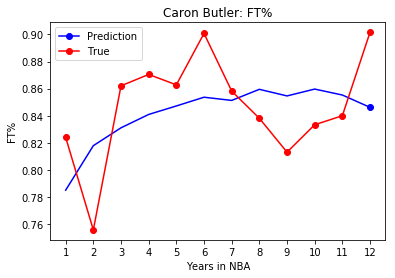 Caron Butler: FT%
Prediction
True
FT%
0.90
0.88
0.86
0.84
0.82
0.80
0.78
0.76
1 2 3 4 5 6 7 8 9 10 11 12
Years in NBA